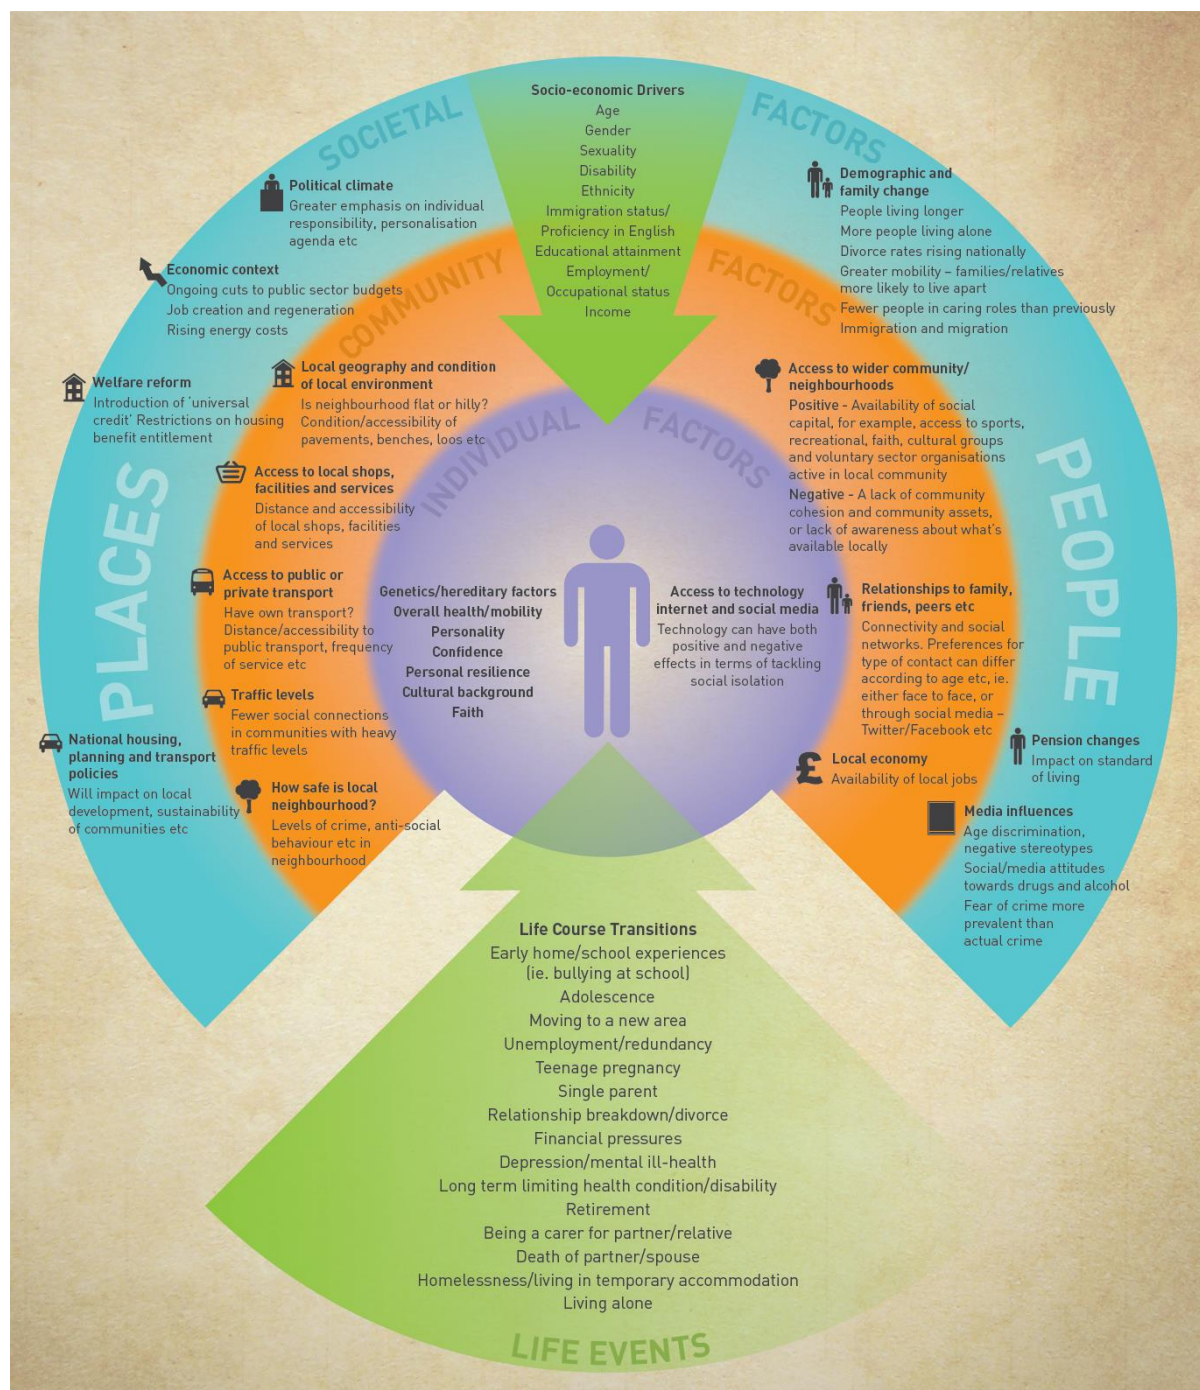 SOCIETAL
FACTORS
Socio-economic Drivers
Age
Gender
Sexuality
Disability
Ethnicity
Immigration status/
Proficiency in English
Educational attainment
Employment/
Occupational status
Income
Political climate
Greater emphasis on individual
responsibility, personalisation
agenda etc
Economic context
Ongoing cuts to public sector budgets
Job creation and regeneration
Rising energy costs
Welfare reform
Introduction of ‘universal
credit’ Restrictions on housing
benefit entitlement
PLACES
National housing,
planning and transport
policies
Will impact on local
development, sustainability
of communities etc
Demographic and
family change
People living longer
More people living alone
Divorce rates rising nationally
Greater mobility – families/relatives
more likely to live apart
Fewer people in caring roles than previously
Immigration and migration
PEOPLE
Pension changes
Impact on standard
of living
Media influences
Age discrimination,
negative stereotypes
Social/media attitudes
towards drugs and alcohol
Fear of crime more
prevalent than
actual crime
COMMUNITY
FACTORS
Local geography and condition
of local environment
Is neighbourhood flat or hilly?
Condition/accessibility of
pavements, benches, loos etc
Access to local shops,
facilities and services
Distance and accessibility
of local shops, facilities
and services
Access to public or
private transport
Have own transport?
Distance/accessibility to
public transport, frequency
of service etc
Traffic levels
Fewer social connections
in communities with heavy
traffic levels
How safe is local
neighbourhood?
Levels of crime, anti-social
behaviour etc in
neighbourhood
Access to wider community/
neighbourhoods
Positive - Availability of social
capital, for example, access to sports,
recreational, faith, cultural groups
and voluntary sector organisations
active in local community
Negative - A lack of community
cohesion and community assets,
or lack of awareness about what’s
available locally
Relationships to family,
friends, peers etc
Connectivity and social
networks. Preferences for
type of contact can differ
according to age etc, ie.
either face to face, or
through social media –
Twitter/Facebook etc
£
Local economy
Availability of local jobs
INDIVIDUAL
FACTORS
Genetics/hereditary factors
Overall health/mobility
Personality
Confidence
Personal resilience
Cultural background
Faith
Access to technology
internet and social media
Technology can have both
positive and negative
effects in terms of tackling
social isolation
Life Course Transitions
Early home/school experiences
(ie. bullying at school)
Adolescence
Moving to a new area
Unemployment/redundancy
Teenage pregnancy
Single parent
Relationship breakdown/divorce
Financial pressures
Depression/mental ill-health
Long term limiting health condition/disability
Retirement
Being a carer for partner/relative
Death of partner/spouse
Homelessness/living in temporary accommodation
Living alone
LIFE EVENTS